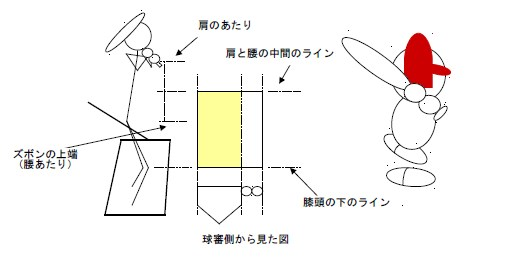 肩のあたり
肩と腰の中間のライン
ズボンの上端
（腰あたり）
膝頭の下のライン
球審側から見た図